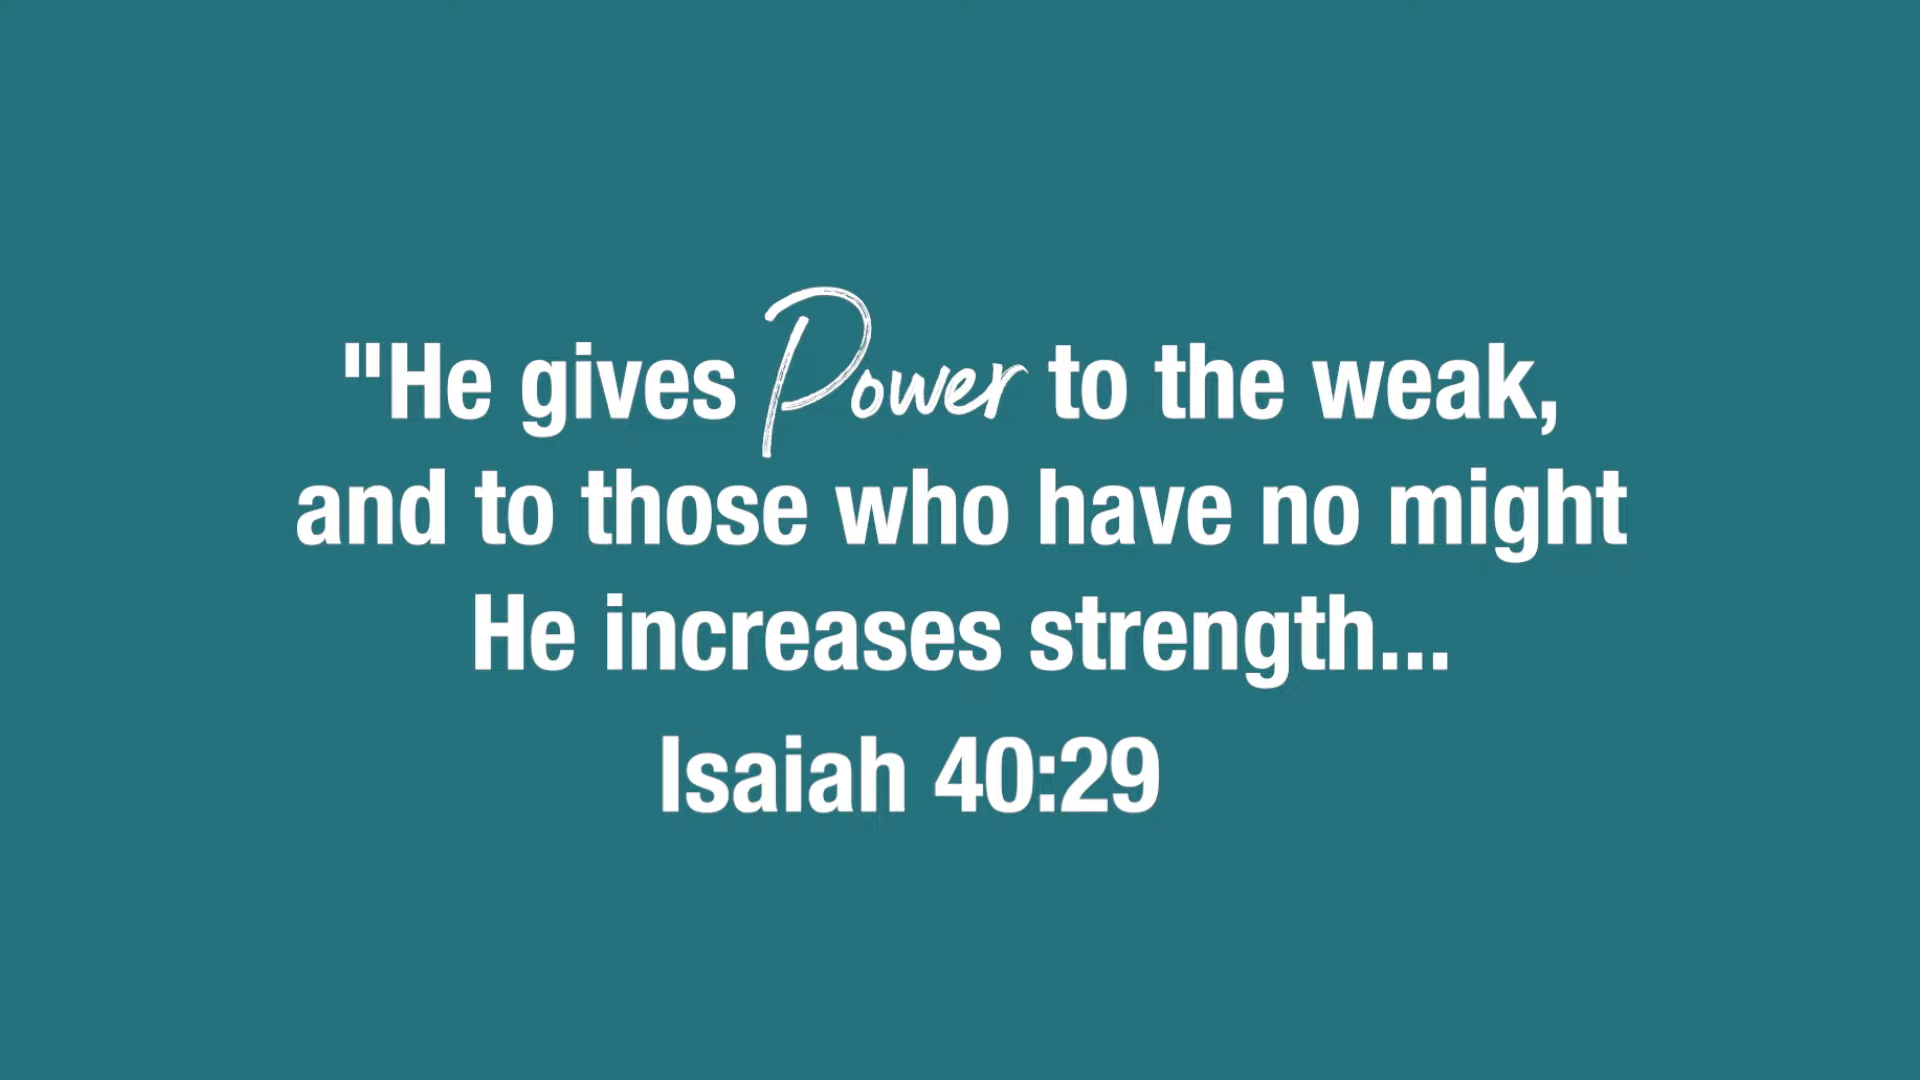 "He gives Power to the weak,
and to those who have no might
He increases strength...
Isaiah 40:29